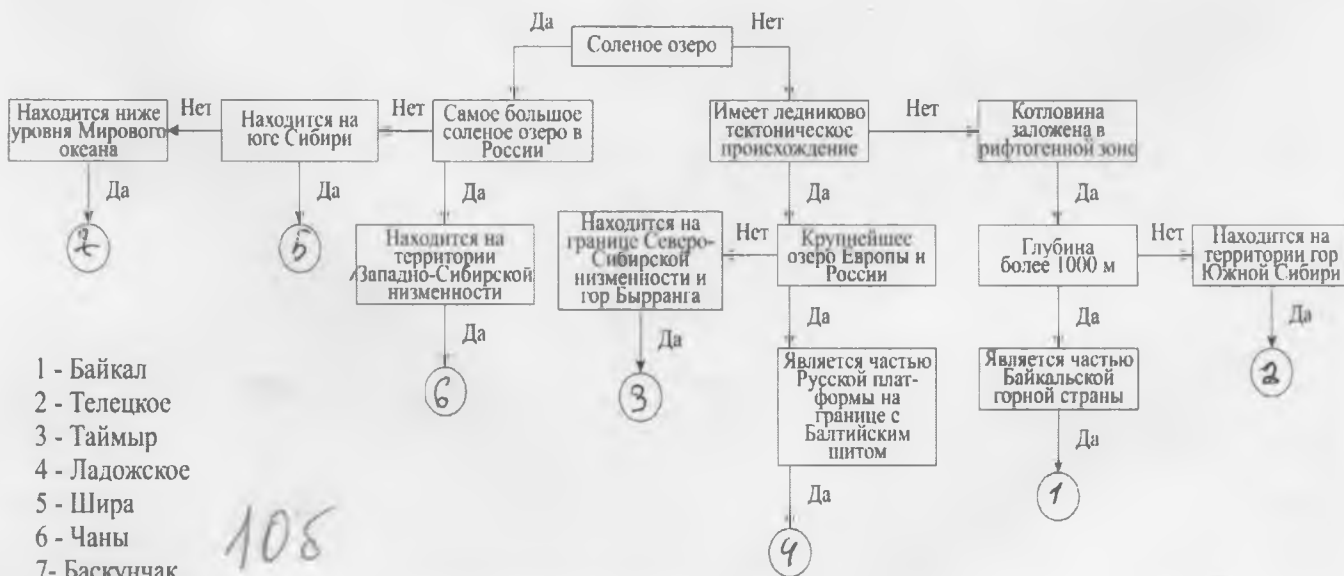 Да
Нет
Соленое озеро
Находится ниже
уровня Мирового
океана
Нет
Находится на
юге Сибири
Нет
Самое большое
соленое озеро в
России
Имеет ледниково
тектоническое
происхождение
Нет
Котловина
заложена в
рифтогенной зоне
Да
Да
Да
Да
Да
7
5
Находится на
территории
Западно-Сибирской
низменности
Находится на
границе Северо-
Сибирской
низменности и
гор Бырранга
Нет
Крупнейшее
озеро Европы и
России
Глубина
более 1000 м
Нет
Находится на
территории гор
Южной Сибири
Да
Да
Да
Да
Да
6
3
Является частью
Русской плат-
формы на
границе с
Балтийским
щитом
Является частью
Байкальской
горной страны
2
Да
Да
4
1
1 - Байкал
2 - Телецкое
3 - Таймыр
4 - Ладожское
5 - Шира
6 - Чаны
7- Баскунчак
10б